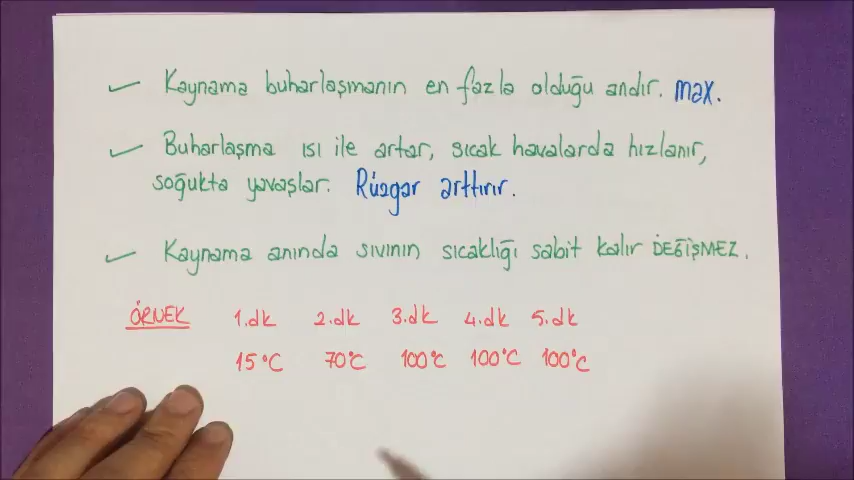 Kaynama buharlaşmanın en fazla olduğu andır. max.
Buharlaşma ısı ile artar, sıcak havalarda hızlanır,
soğukta yavaşlar. Rüzgar arttırır.
Kaynama anında sıvının sıcaklığı sabit kalır DEĞİŞMEZ.
ÖRNEK 1.dk 2.dk 3.dk 4.dk 5.dk
15°C 70°C 100°C 100°C 100°C